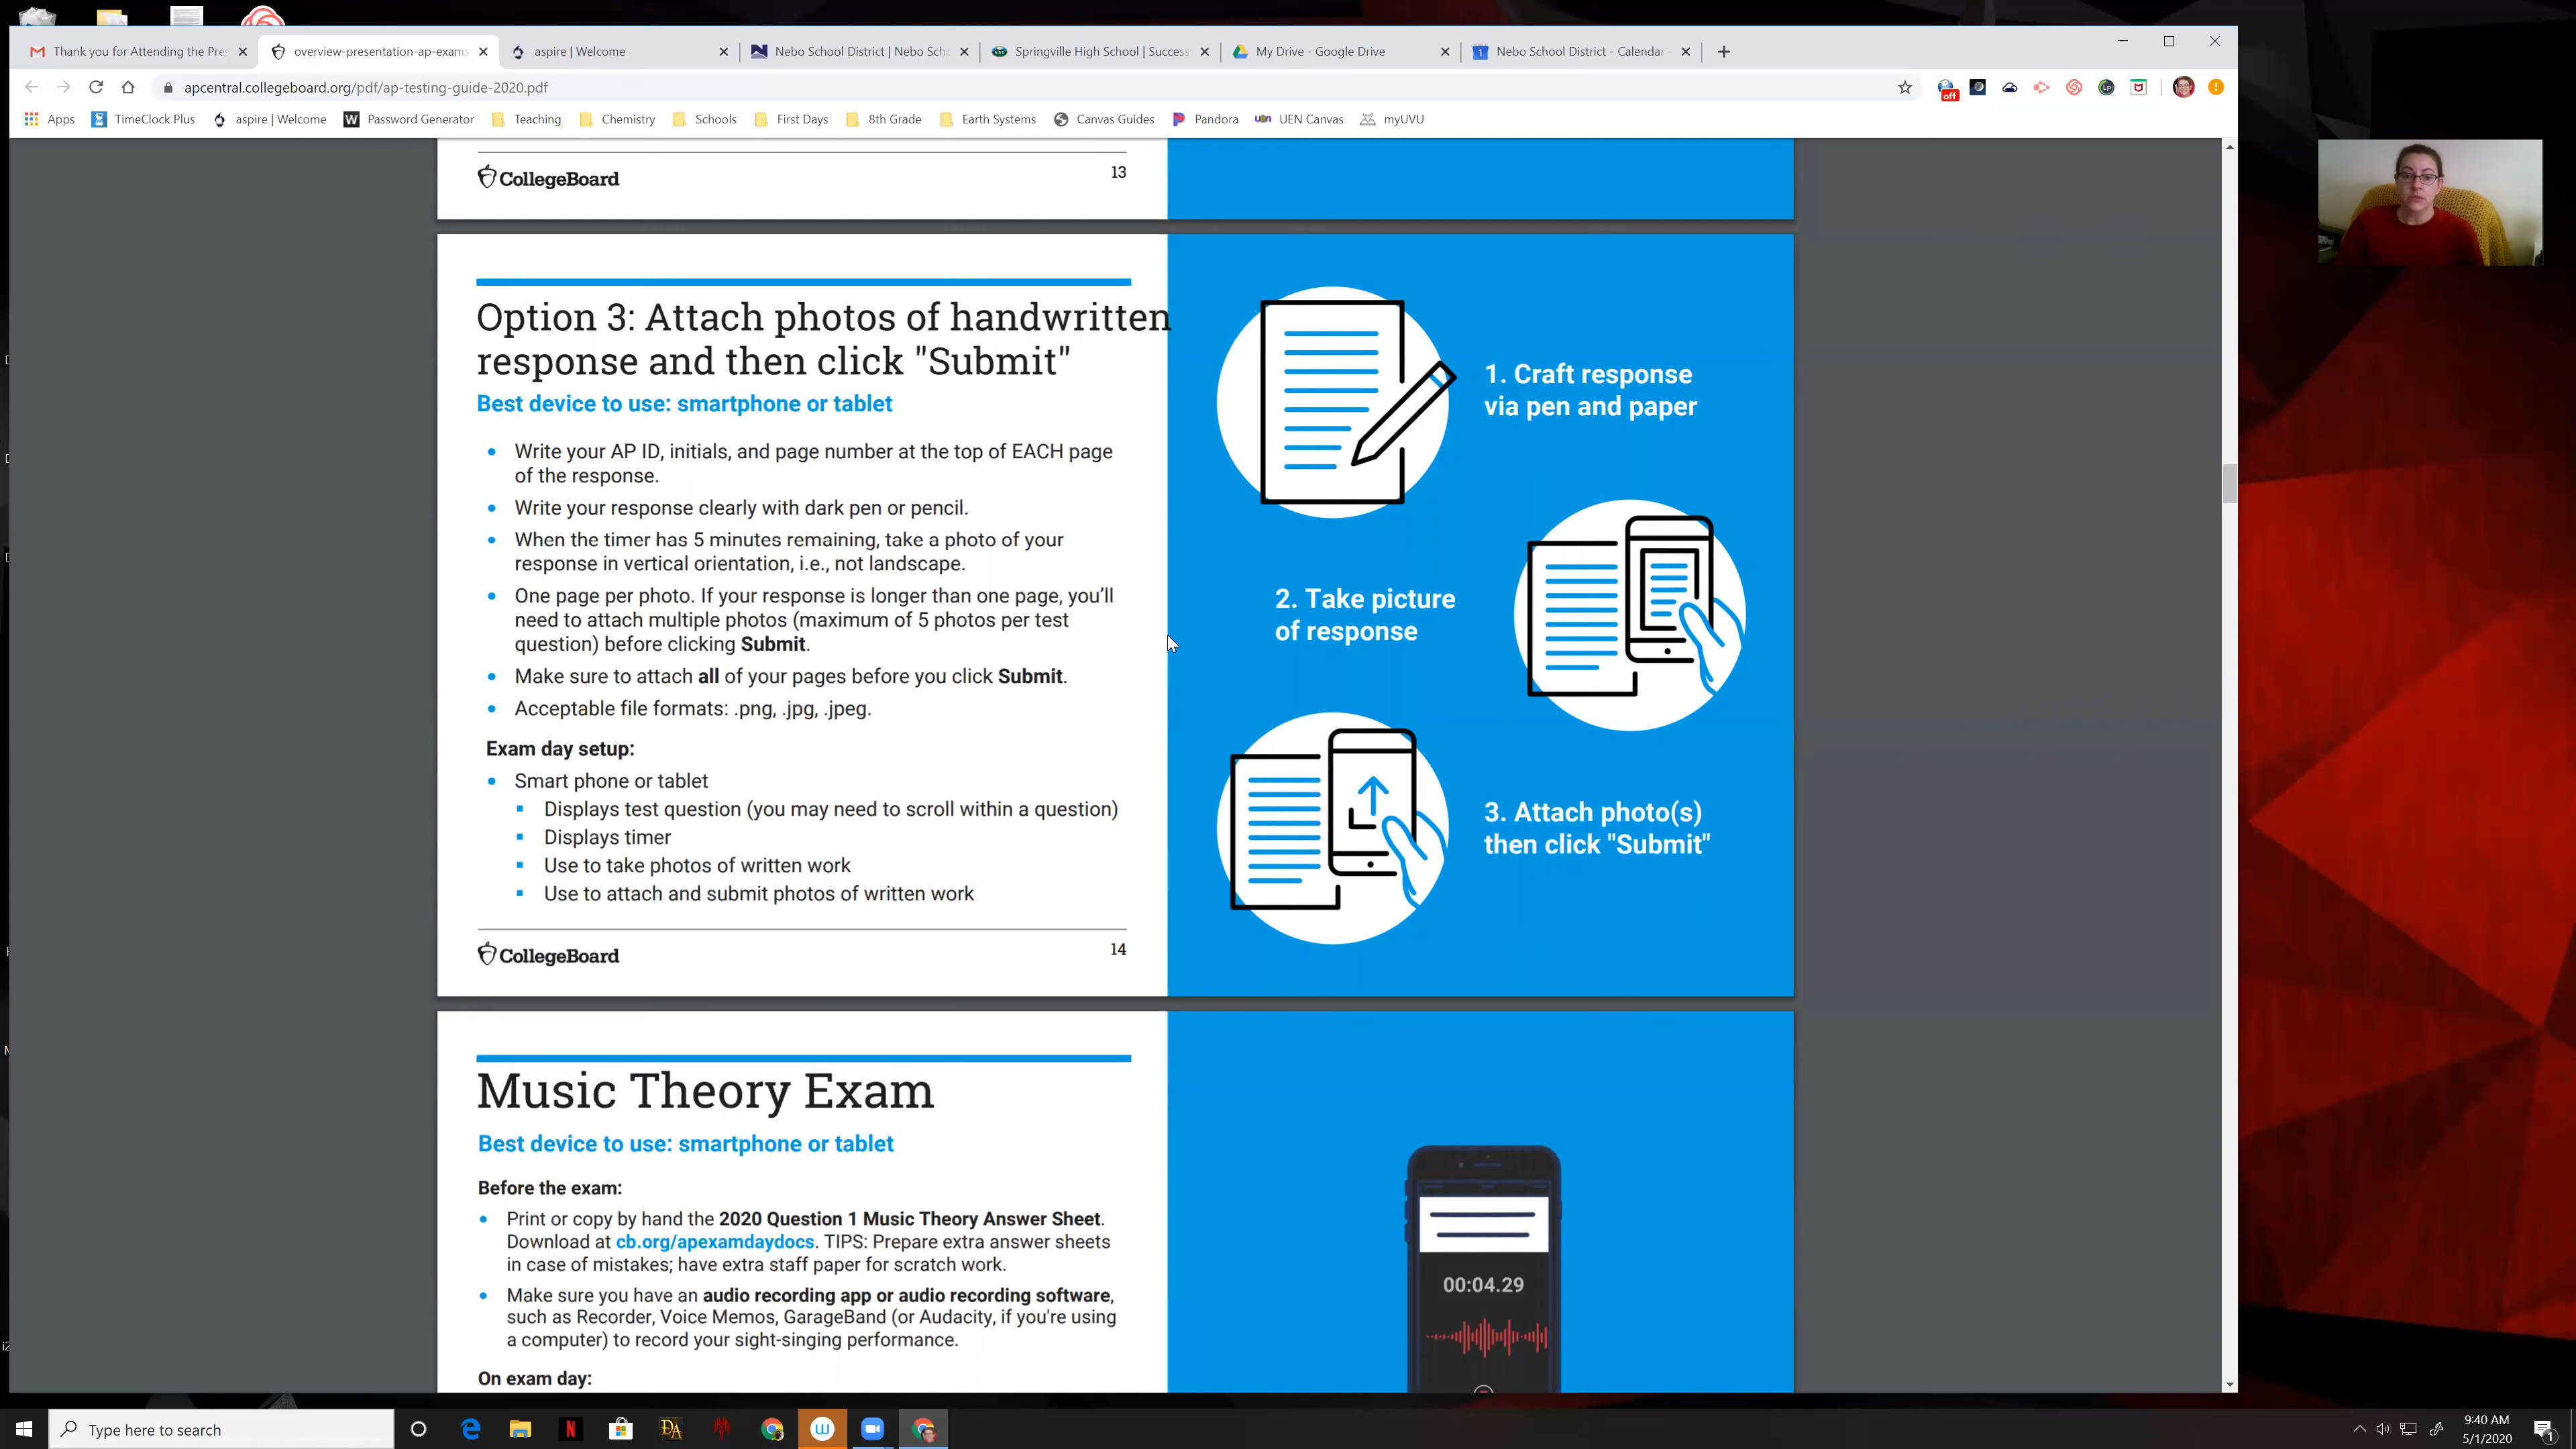 Thank you for Attending the Pre
overview-presentation-ap-exams
aspire | Welcome
Nebo School District | Nebo Scho
Springville High School | Success
My Drive - Google Drive
Nebo School District - Calendar -
apcentral.collegeboard.org/pdf/ap-testing-guide-2020.pdf
off
Apps
TimeClock Plus
aspire | Welcome
Password Generator
Teaching
Chemistry
Schools
First Days
8th Grade
Earth Systems
Canvas Guides
Pandora
UEN Canvas
myUVU
CollegeBoard
13
Option 3: Attach photos of handwritten
response and then click "Submit"
Best device to use: smartphone or tablet
• Write your AP ID, initials, and page number at the top of EACH page
of the response.
• Write your response clearly with dark pen or pencil.
• When the timer has 5 minutes remaining, take a photo of your
response in vertical orientation, i.e., not landscape.
• One page per photo. If your response is longer than one page, you'll
need to attach multiple photos (maximum of 5 photos per test
question) before clicking Submit.
• Make sure to attach all of your pages before you click Submit.
• Acceptable file formats: .png, .jpg, .jpeg.
Exam day setup:
• Smart phone or tablet
▪ Displays test question (you may need to scroll within a question)
▪ Displays timer
▪ Use to take photos of written work
▪ Use to attach and submit photos of written work
CollegeBoard
14
1. Craft response
via pen and paper
2. Take picture
of response
3. Attach photo(s)
then click "Submit"
Music Theory Exam
Best device to use: smartphone or tablet
Before the exam:
• Print or copy by hand the 2020 Question 1 Music Theory Answer Sheet.
Download at cb.org/apexamdaydocs. TIPS: Prepare extra answer sheets
in case of mistakes; have extra staff paper for scratch work.
• Make sure you have an audio recording app or audio recording software,
such as Recorder, Voice Memos, GarageBand (or Audacity, if you're using
a computer) to record your sight-singing performance.
On exam day:
00:04.29
Type here to search
9:40 AM
5/1/2020
1